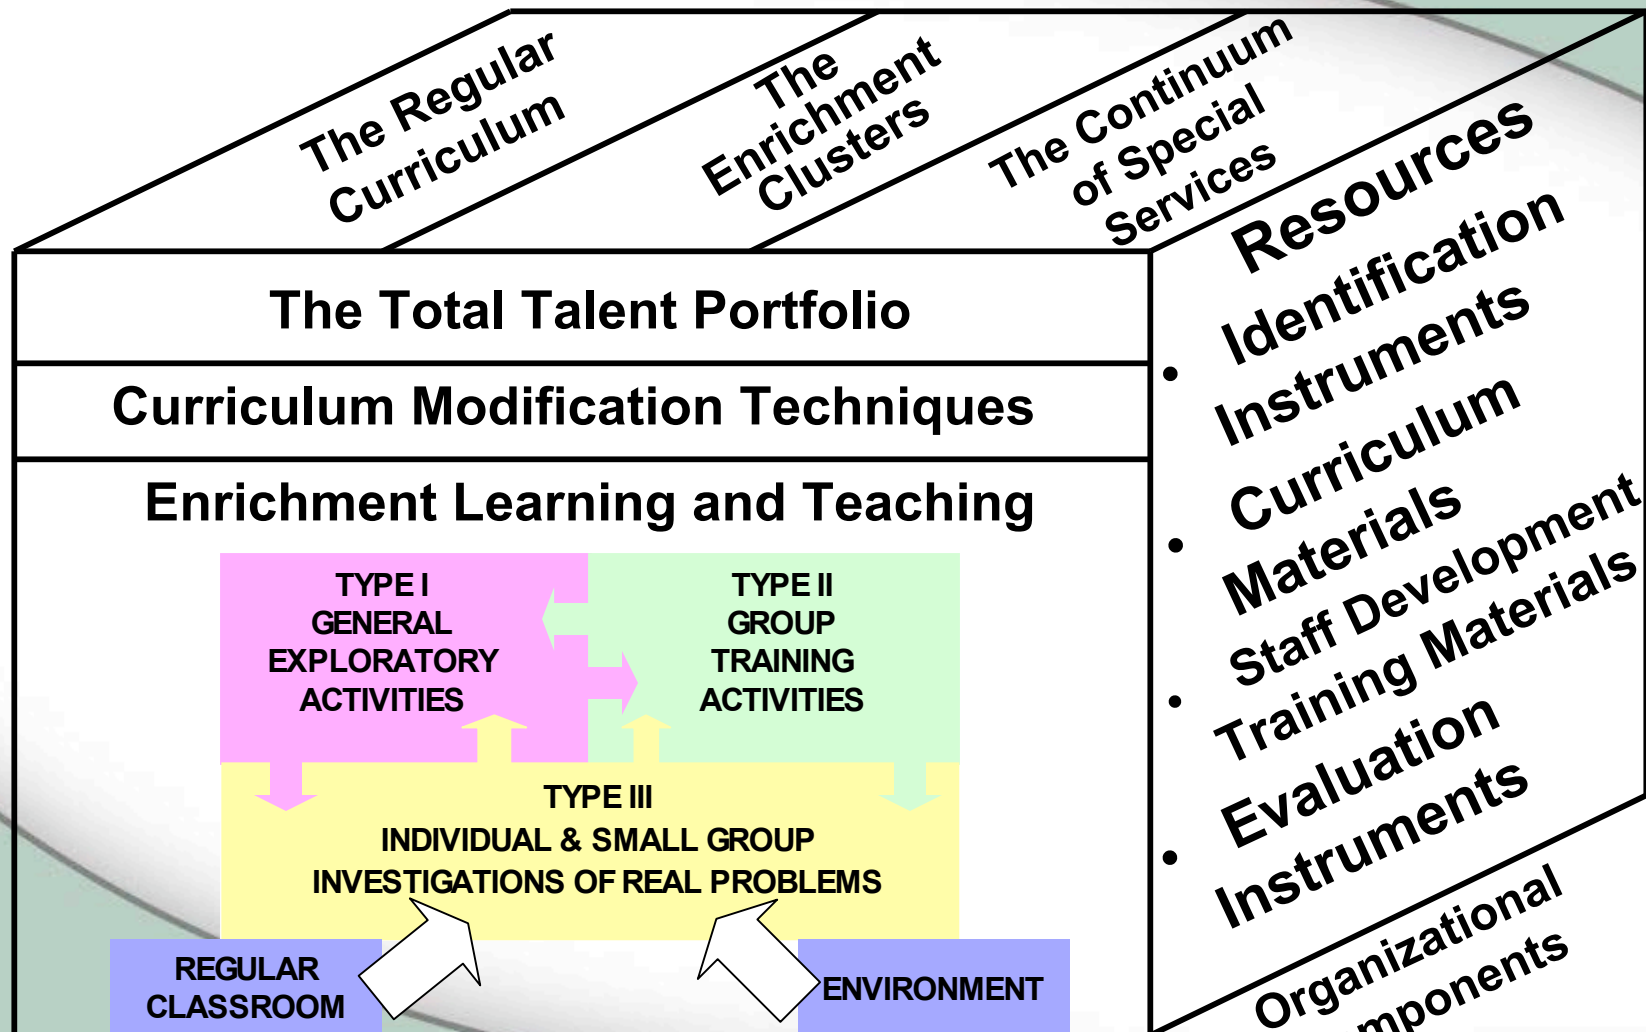 The Regular
Curriculum
The
Enrichment
Clusters
The Continuum
of Special
Services
The Total Talent Portfolio
Curriculum Modification Techniques
Enrichment Learning and Teaching
TYPE I
GENERAL
EXPLORATORY
ACTIVITIES
TYPE II
GROUP
TRAINING
ACTIVITIES
TYPE III
INDIVIDUAL & SMALL GROUP
INVESTIGATIONS OF REAL PROBLEMS
REGULAR
CLASSROOM
ENVIRONMENT
Resources
• Identification
Instruments
• Curriculum
Materials
• Staff Development
Training Materials
• Evaluation
Instruments
Organizational
mponents